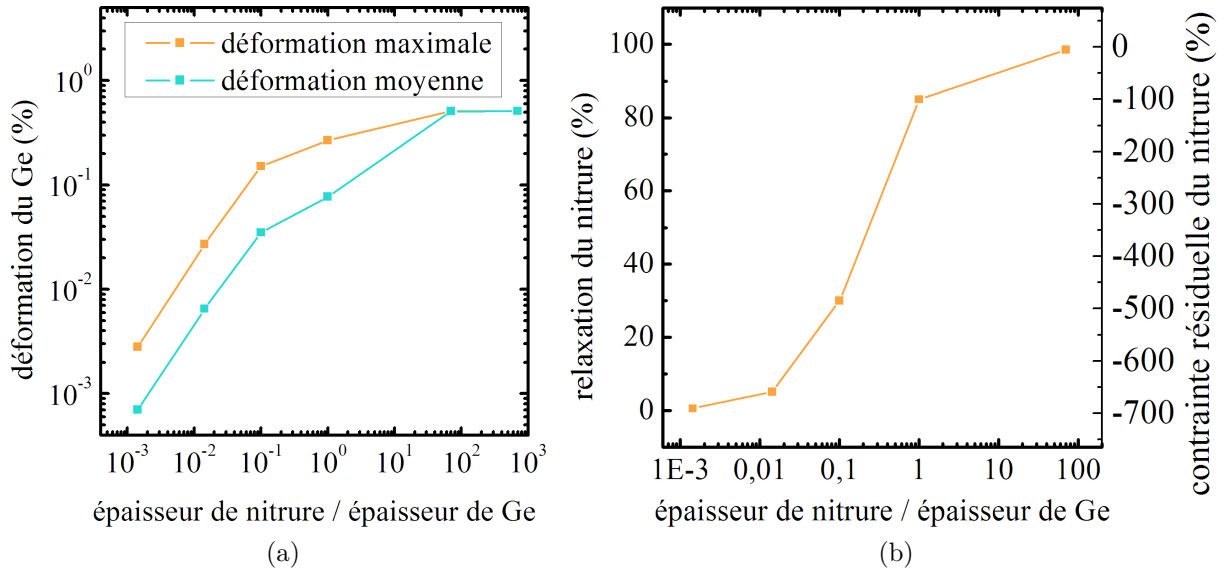 déformation maximale
déformation moyenne
déformation du Ge (%)
10^0
10^-1
10^-2
10^-3
10^-3 10^-2 10^-1 10^0 10^1 10^2 10^3
épaisseur de nitrure / épaisseur de Ge
(a)
relaxation du nitrure (%)
100
80
60
40
20
0
1E-3 0,01 0,1 1 10 100
épaisseur de nitrure / épaisseur de Ge
contrainte résiduelle du nitrure (%)
0
-100
-200
-300
-400
-500
-600
-700
(b)